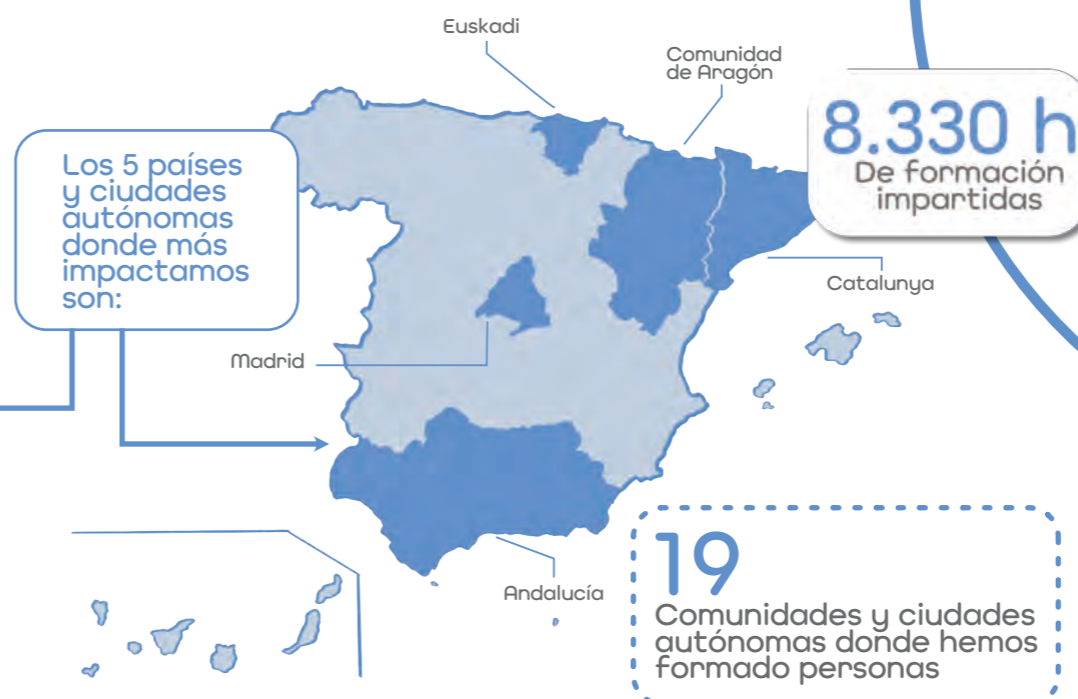 Euskadi
Comunidad
de Aragón
8.330 h
De formación
impartidas
Los 5 países
y ciudades
autónomas
donde más
impactamos
son:
Catalunya
Madrid
Andalucía
19
Comunidades y ciudades
autónomas donde hemos
formado personas